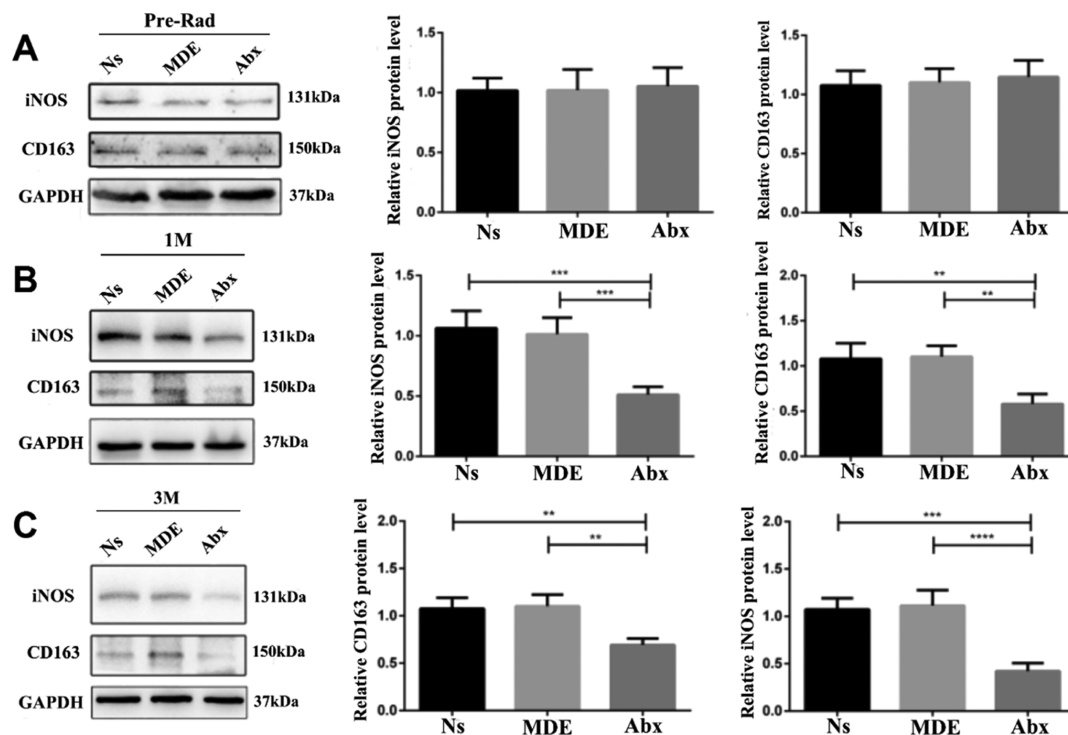 A
Pre-Rad
Ns MDE Abx
iNOS 131kDa
CD163 150kDa
GAPDH 37kDa
Relative iNOS protein level
1.5
1.0
0.5
0.0
Ns MDE Abx
Relative CD163 protein level
1.5
1.0
0.5
0.0
Ns MDE Abx
B
1M
Ns MDE Abx
iNOS 131kDa
CD163 150kDa
GAPDH 37kDa
Relative iNOS protein level
1.5
1.0
0.5
0.0
***
***
Ns MDE Abx
Relative CD163 protein level
2.0
1.5
1.0
0.5
0.0
**
**
Ns MDE Abx
C
3M
Ns MDE Abx
iNOS 131kDa
CD163 150kDa
GAPDH 37kDa
Relative CD163 protein level
2.0
1.5
1.0
0.5
0.0
**
**
Ns MDE Abx
Relative iNOS protein level
2.0
1.5
1.0
0.5
0.0
***
****
Ns MDE Abx